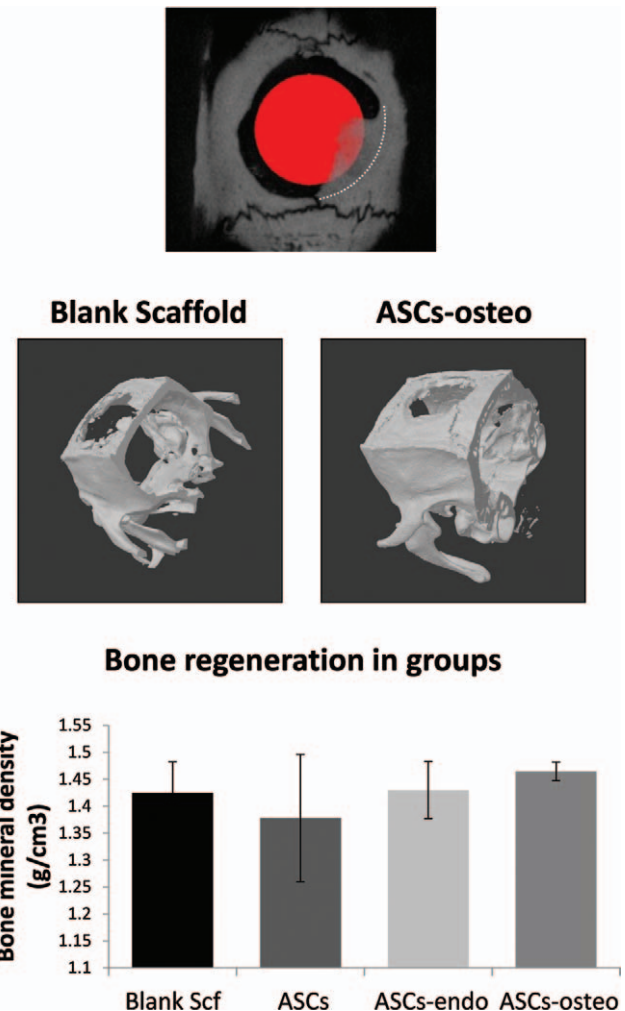 Blank Scaffold
ASCs-osteo
Bone regeneration in groups
Bone mineral density
(g/cm3)
1.55
1.5
1.45
1.4
1.35
1.3
1.25
1.2
1.15
1.1
Blank Scf
ASCs
ASCs-endo
ASCs-osteo